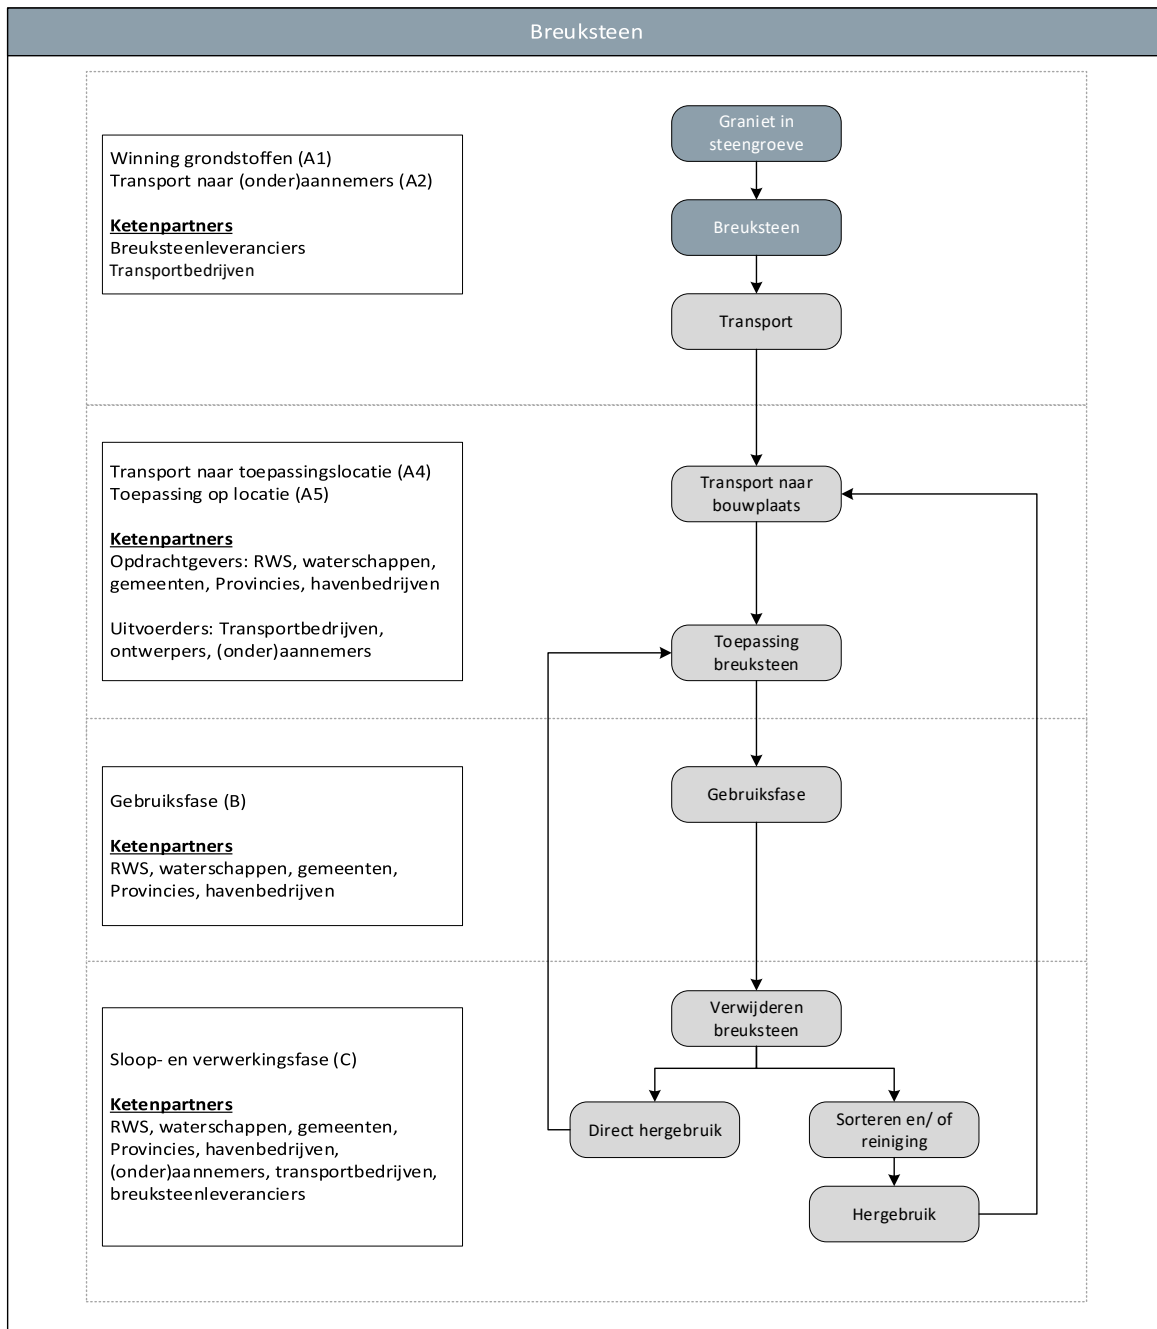 Breuksteen
Winning grondstoffen (A1)
Transport naar (onder)aannemers (A2)
Ketenpartners
Breuksteenleveranciers
Transportbedrijven
Graniet in
steengroeve
Breuksteen
Transport
Transport naar toepassingslocatie (A4)
Toepassing op locatie (A5)
Ketenpartners
Opdrachtgevers: RWS, waterschappen,
gemeenten, Provincies, havenbedrijven
Uitvoerders: Transportbedrijven,
ontwerpers, (onder)aannemers
Transport naar
bouwplaats
Toepassing
breuksteen
Gebruiksfase (B)
Ketenpartners
RWS, waterschappen, gemeenten,
Provincies, havenbedrijven
Gebruiksfase
Sloop- en verwerkingsfase (C)
Ketenpartners
RWS, waterschappen, gemeenten,
Provincies, havenbedrijven,
(onder)aannemers, transportbedrijven,
breuksteenleveranciers
Verwijderen
breuksteen
Direct hergebruik
Sorteren en/ of
reiniging
Hergebruik